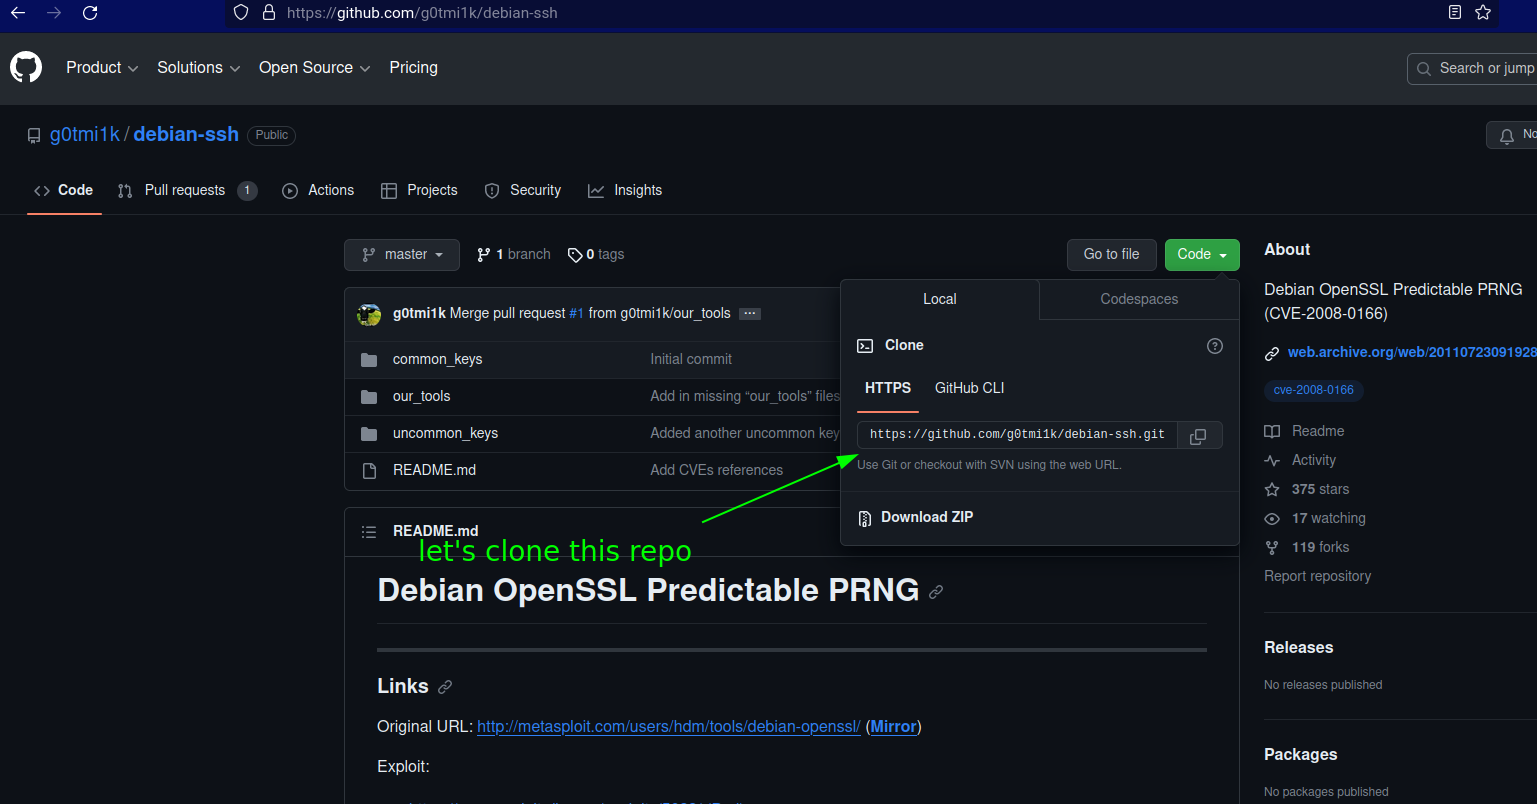 https://github.com/g0tmi1k/debian-ssh
Product Solutions Open Source Pricing Search or jump
g0tmi1k / debian-ssh Public No
Code Pull requests 1 Actions Projects Security Insights
master 1 branch 0 tags Go to file Code
About
Debian OpenSSL Predictable PRNG
(CVE-2008-0166)
web.archive.org/web/20110723091928
cve-2008-0166
Readme
Activity
375 stars
17 watching
119 forks
Report repository
Releases
No releases published
Packages
No packages published
Local Codespaces
Clone
HTTPS GitHub CLI
https://github.com/g0tmi1k/debian-ssh.git
Use Git or checkout with SVN using the web URL.
Download ZIP
g0tmi1k Merge pull request #1 from g0tmi1k/our_tools ...
common_keys Initial commit
our_tools Add in missing “our_tools” files
uncommon_keys Added another uncommon key
README.md Add CVEs references
README.md
let's clone this repo
Debian OpenSSL Predictable PRNG
Links
Original URL: http://metasploit.com/users/hdm/tools/debian-openssl/ (Mirror)
Exploit: